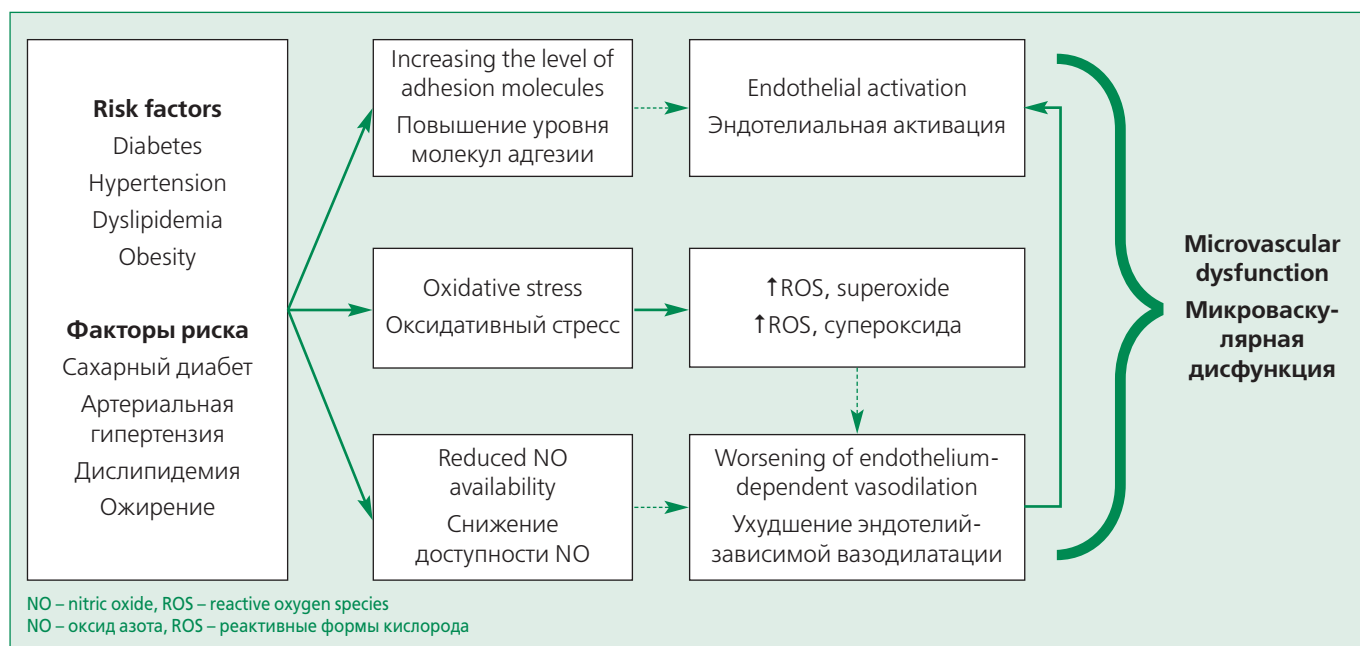 Risk factors
Diabetes
Hypertension
Dyslipidemia
Obesity
Факторы риска
Сахарный диабет
Артериальная
гипертензия
Дислипидемия
Ожирение
Increasing the level of
adhesion molecules
Повышение уровня
молекул адгезии
Endothelial activation
Эндотелиальная активация
Oxidative stress
Оксидативный стресс
↑ROS, superoxide
↑ROS, супероксида
Reduced NO
availability
Снижение
доступности NO
Worsening of endothelium-
dependent vasodilation
Ухудшение эндотелий-
зависимой вазодилатации
Microvascular
dysfunction
Микроваску-
лярная
дисфункция
NO – nitric oxide, ROS – reactive oxygen species
NO – оксид азота, ROS – реактивные формы кислорода